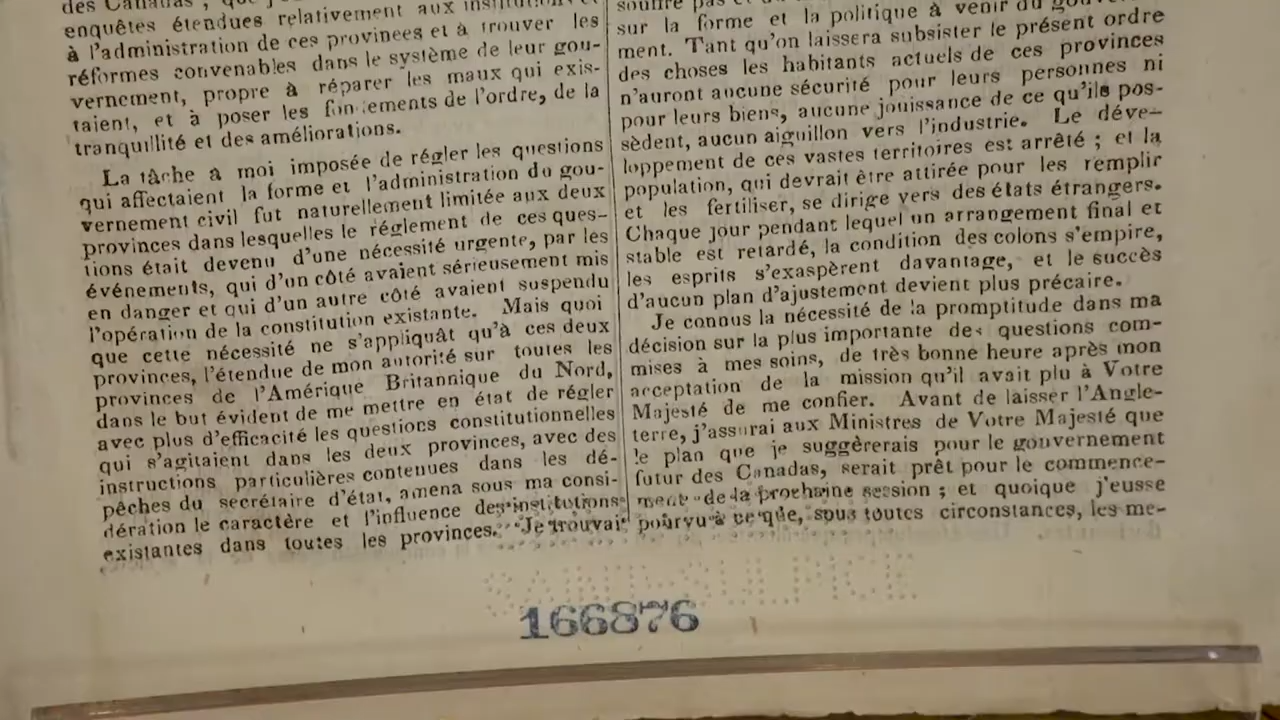 des Canadas ; que
enquêtes étendues relativement aux
à l'administration de ces provinces et à trouver les
réformes convenables dans le système de leur gou-
vernement, propre à réparer les maux qui exis-
taient, et à poser les fondements de l'ordre, de la
tranquillité et des améliorations.
La tâche à moi imposée de régler les questions
qui affectaient la forme et l'administration du gou-
vernement civil fut naturellement limitée aux deux
provinces dans lesquelles le réglement de ces ques-
tions était devenu d'une nécessité urgente, par les
événements, qui d'un côté avaient sérieusement mis
en danger et qui d'un autre côté avaient suspendu
l'opération de la constitution existante. Mais quoi
que cette nécessité ne s'appliquât qu'à ces deux
provinces, l'étendue de mon autorité sur toutes les
provinces de l'Amérique Britannique du Nord,
dans le but évident de me mettre en état de régler
avec plus d'efficacité les questions constitutionnelles
qui s'agitaient dans les deux provinces, avec des
instructions particulières contenues dans les dé-
pêches du secrétaire d'état, amena sous ma consi-
dération le caractère et l'influence des institutions
existantes dans toutes les provinces. Je trouvai
souffre pas
sur la forme et la politique à venir du
ment. Tant qu'on laissera subsister le présent ordre
des choses les habitants actuels de ces provinces
n'auront aucune sécurité pour leurs personnes ni
pour leurs biens, aucune jouissance de ce qu'ils pos-
sèdent, aucun aiguillon vers l'industrie. Le déve-
loppement de ces vastes territoires est arrêté ; et la
population, qui devrait être attirée pour les remplir
et les fertiliser, se dirige vers des états étrangers.
Chaque jour pendant lequel un arrangement final et
stable est retardé, la condition des colons s'empire,
les esprits s'exaspèrent davantage, et le succès
d'aucun plan d'ajustement devient plus précaire.
Je connus la nécessité de la promptitude dans ma
décision sur la plus importante des questions com-
mises à mes soins, de très bonne heure après mon
acceptation de la mission qu'il avait plu à Votre
Majesté de me confier. Avant de laisser l'Angle-
terre, j'assurai aux Ministres de Votre Majesté que
le plan que je suggèrerais pour le gouvernement
futur des Canadas, serait prêt pour le commence-
ment de la prochaine session ; et quoique j'eusse
pourvu à ce que, sous toutes circonstances, les me-
SAINT-SULPICE
166876